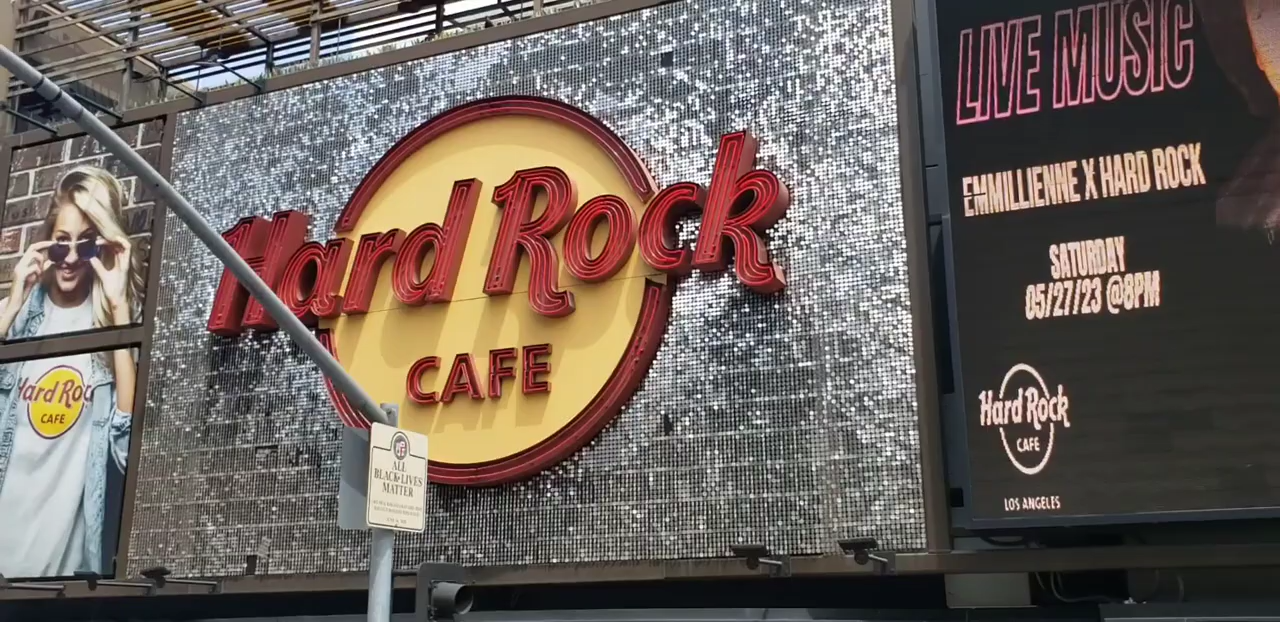 Hard Rock
CAFE
Hard Roc
CAFE
ALL
BLACK LIVES
MATTER
LIVE MUSIC
EMMILLIENNE X HARD ROCK
SATURDAY
05/27/23 @8PM
Hard Rock
CAFE
LOS ANGELES